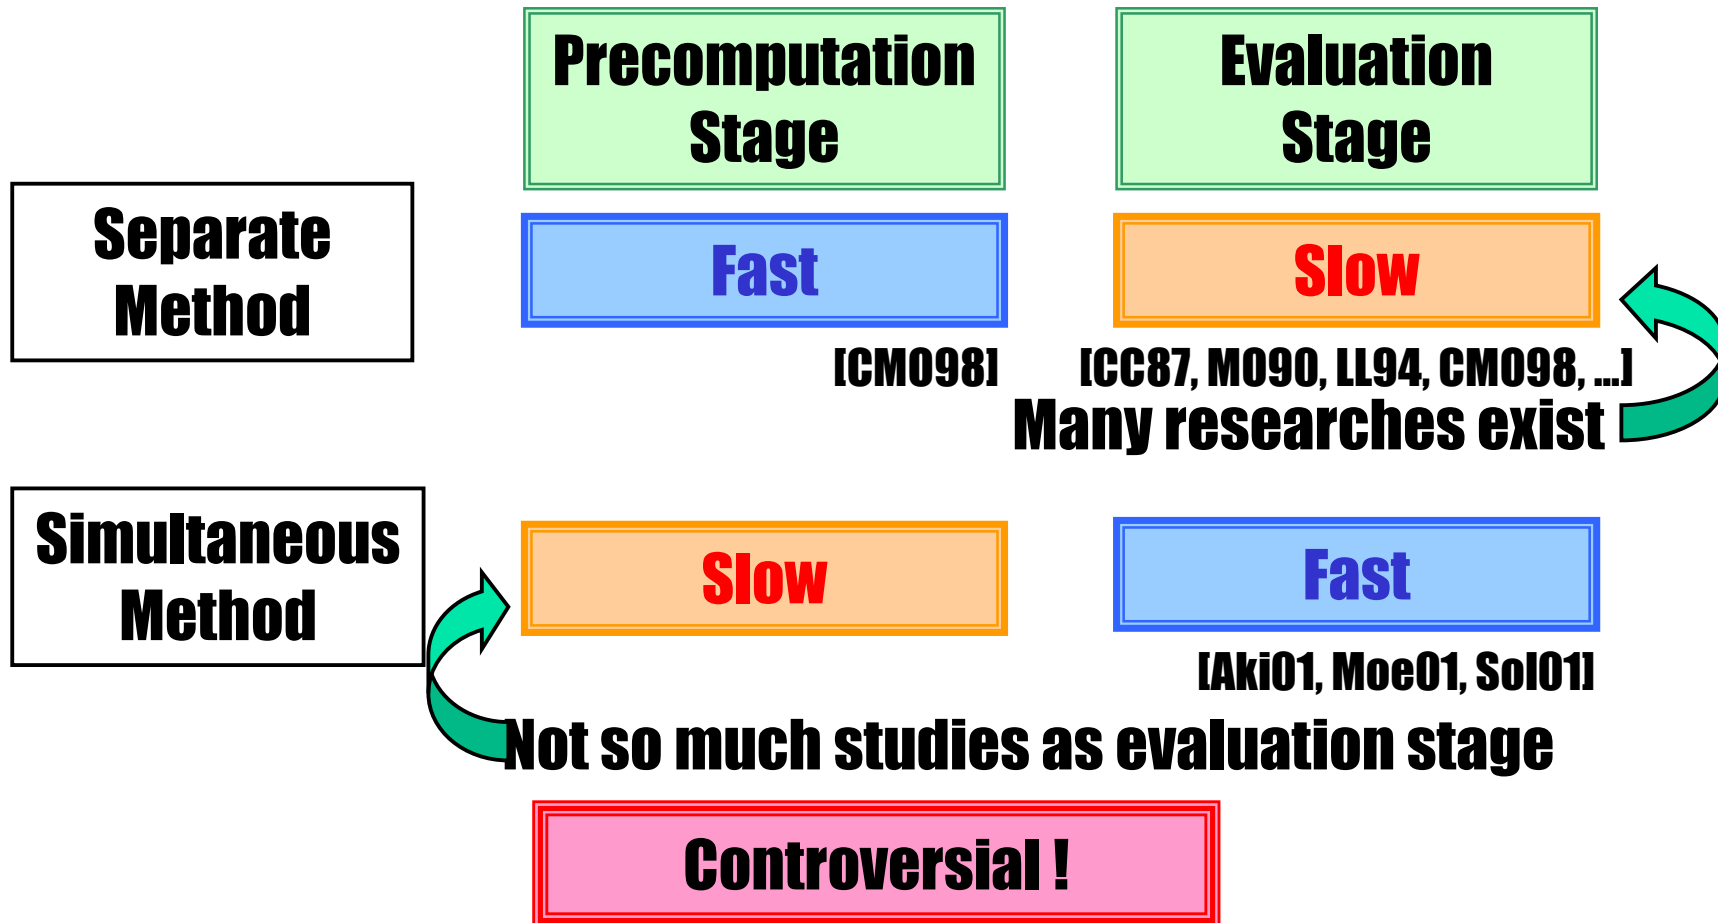 Precomputation
Stage
Evaluation
Stage
Separate
Method
Fast
Slow
[CMO98]
[CC87, MO90, LL94, CMO98, ...]
Many researches exist
Simultaneous
Method
Slow
Fast
[Aki01, Moe01, Sol01]
Not so much studies as evaluation stage
Controversial !